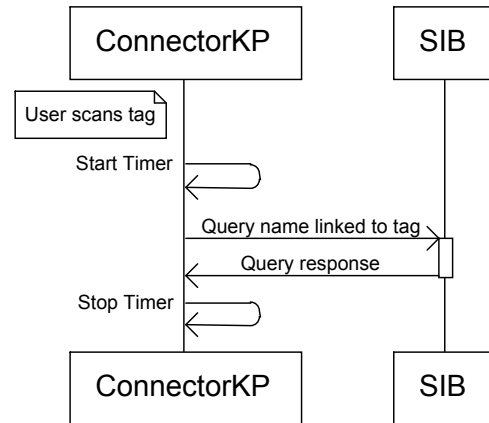 ConnectorKP
SIB
User scans tag
Start Timer
Query name linked to tag
Query response
Stop Timer
ConnectorKP
SIB